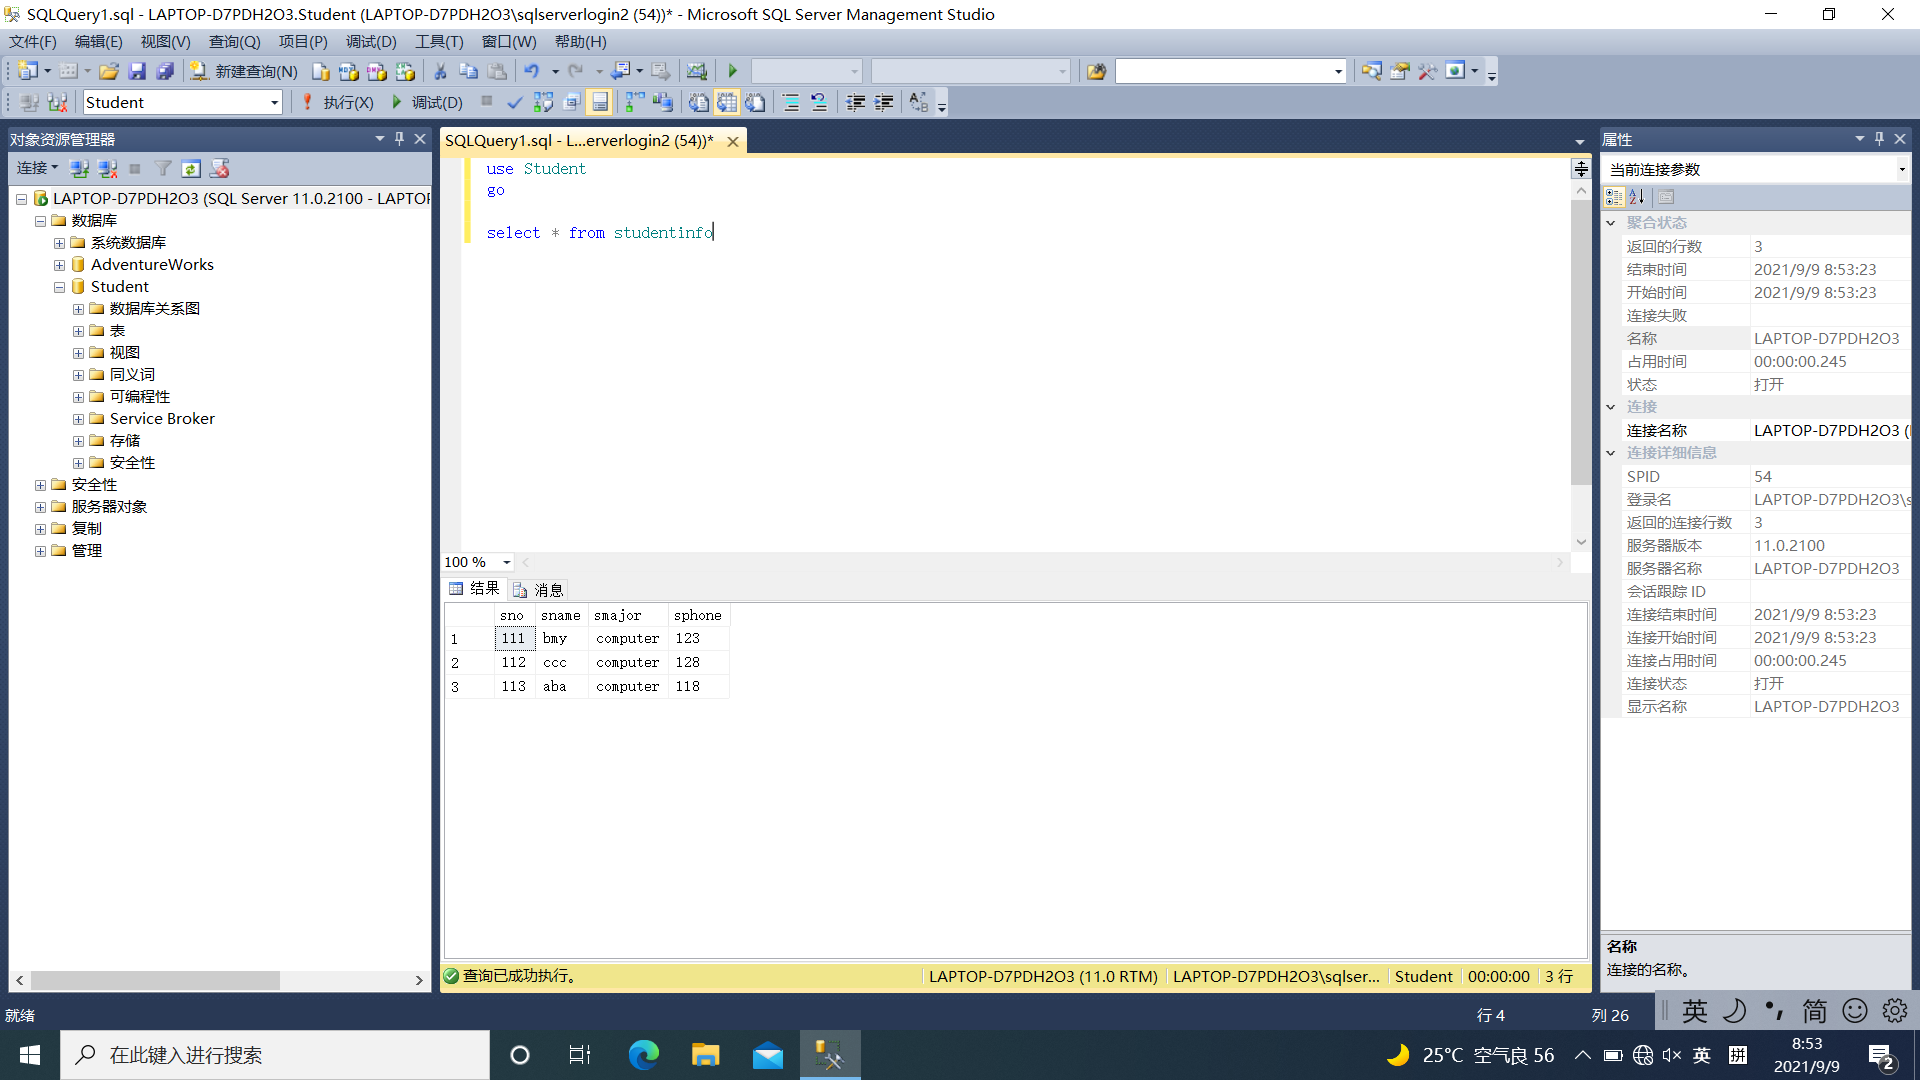 SQLQuery1.sql - LAPTOP-D7PDH2O3.Student (LAPTOP-D7PDH2O3\sqlserverlogin2 (54))* - Microsoft SQL Server Management Studio
文件(F) 编辑(E) 视图(V) 查询(Q) 项目(P) 调试(D) 工具(T) 窗口(W) 帮助(H)
新建查询(N)
Student 执行(X) 调试(D)
对象资源管理器
连接
LAPTOP-D7PDH2O3 (SQL Server 11.0.2100 - LAPTOP
数据库
系统数据库
AdventureWorks
Student
数据库关系图
表
视图
同义词
可编程性
Service Broker
存储
安全性
安全性
服务器对象
复制
管理
SQLQuery1.sql - L...erverlogin2 (54))*
use Student
go
select * from studentinfo
100 %
结果 消息
sno sname smajor sphone
1 111 bmy computer 123
2 112 ccc computer 128
3 113 aba computer 118
查询已成功执行。 LAPTOP-D7PDH2O3 (11.0 RTM) LAPTOP-D7PDH2O3\sqlser... Student 00:00:00 3 行
属性
当前连接参数
聚合状态
返回的行数 3
结束时间 2021/9/9 8:53:23
开始时间 2021/9/9 8:53:23
连接失败
名称 LAPTOP-D7PDH2O3
占用时间 00:00:00.245
状态 打开
连接
连接名称 LAPTOP-D7PDH2O3 (
连接详细信息
SPID 54
登录名 LAPTOP-D7PDH2O3\s
返回的连接行数 3
服务器版本 11.0.2100
服务器名称 LAPTOP-D7PDH2O3
会话跟踪 ID
连接结束时间 2021/9/9 8:53:23
连接开始时间 2021/9/9 8:53:23
连接占用时间 00:00:00.245
连接状态 打开
显示名称 LAPTOP-D7PDH2O3
名称
连接的名称。
就绪 行 4 列 26 英 简
在此键入进行搜索 25°C 空气良 56 英 拼 8:53
2021/9/9 2